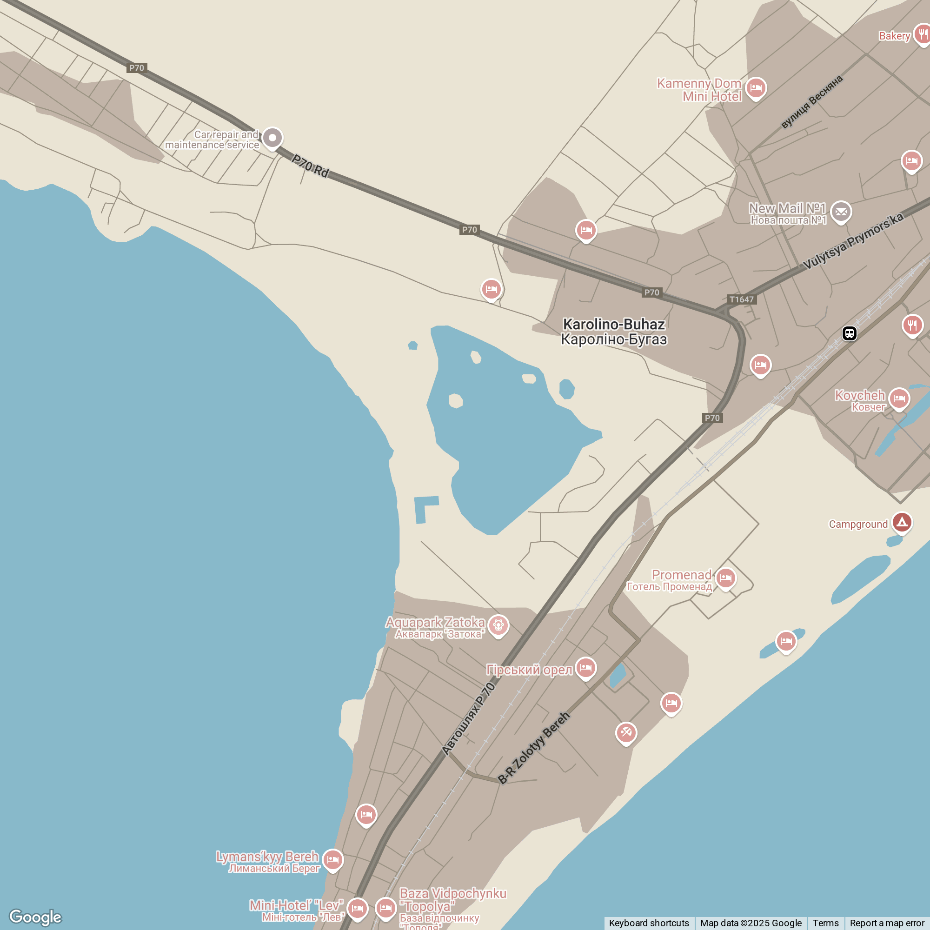 Bakery
P70
Kamenny Dom
Mini Hotel
вулиця Весняна
Car repair and
maintenance service
P70 Rd
New Mail №1
Нова пошта №1
P70
Vulytsya Prymors'ka
P70
T1647
Karolino-Buhaz
Кароліно-Бугаз
Kovcheh
Ковчег
P70
Campground
Promenad
Готель Променад
Aquapark Zatoka
Аквапарк "Затока"
Гірський орел
Автошлях Р 70
B-R Zolotyy Bereh
Lymans'kyy Bereh
Лиманський Берег
Mini-Hotel' "Lev"
Міні-готель "Лев"
Baza Vidpochynku
"Topolya"
База відпочинку
"Тополя"
Google
Keyboard shortcuts
Map data ©2025 Google
Terms
Report a map error